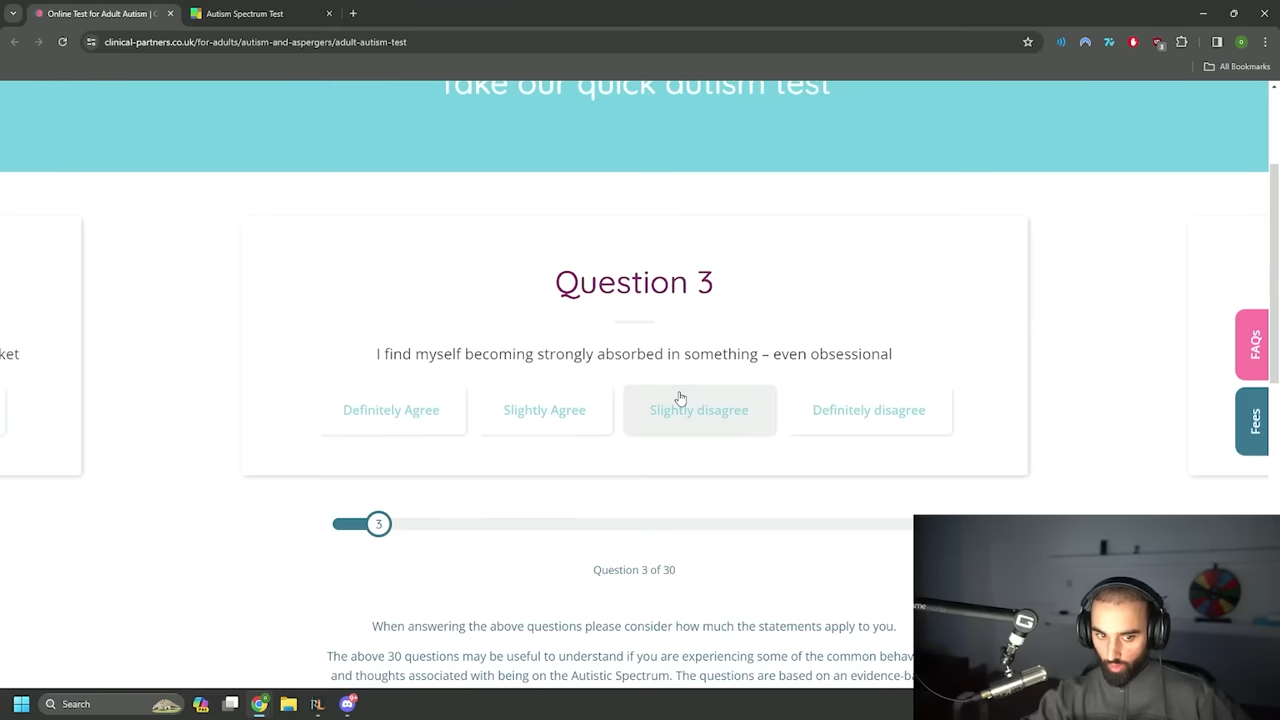 Online Test for Adult Autism | C
Autism Spectrum Test
clinical-partners.co.uk/for-adults/autism-and-aspergers/adult-autism-test
All Bookmarks
Take our quick autism test
Question 3
ket
I find myself becoming strongly absorbed in something – even obsessional
Definitely Agree
Slightly Agree
Slightly disagree
Definitely disagree
FAQs
Fees
3
Question 3 of 30
When answering the above questions please consider how much the statements apply to you.
The above 30 questions may be useful to understand if you are experiencing some of the common behav
and thoughts associated with being on the Autistic Spectrum. The questions are based on an evidence-ba
Search